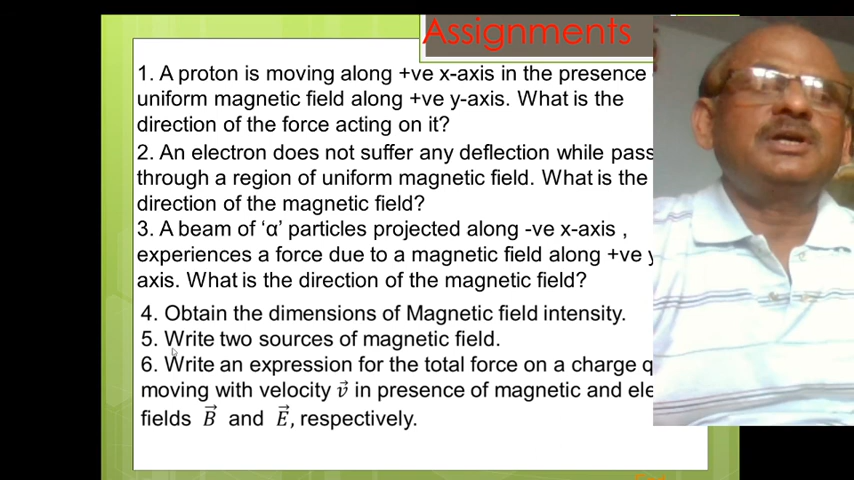 Assignments
1. A proton is moving along +ve x-axis in the presence
uniform magnetic field along +ve y-axis. What is the
direction of the force acting on it?
2. An electron does not suffer any deflection while pass
through a region of uniform magnetic field. What is the
direction of the magnetic field?
3. A beam of ‘α’ particles projected along -ve x-axis ,
experiences a force due to a magnetic field along +ve y
axis. What is the direction of the magnetic field?
4. Obtain the dimensions of Magnetic field intensity.
5. Write two sources of magnetic field.
6. Write an expression for the total force on a charge q
moving with velocity v⃗ in presence of magnetic and ele
fields B⃗ and E⃗, respectively.